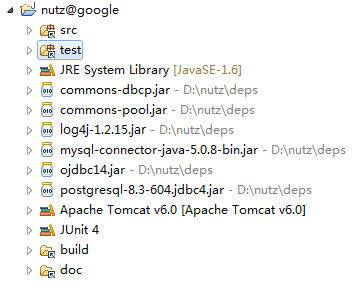 nutz@google
src
test
JRE System Library [JavaSE-1.6]
commons-dbcp.jar - D:\nutz\deps
commons-pool.jar - D:\nutz\deps
log4j-1.2.15.jar - D:\nutz\deps
mysql-connector-java-5.0.8-bin.jar - D:\nutz\deps
ojdbc14.jar - D:\nutz\deps
postgresql-8.3-604.jdbc4.jar - D:\nutz\deps
Apache Tomcat v6.0 [Apache Tomcat v6.0]
JUnit 4
build
doc